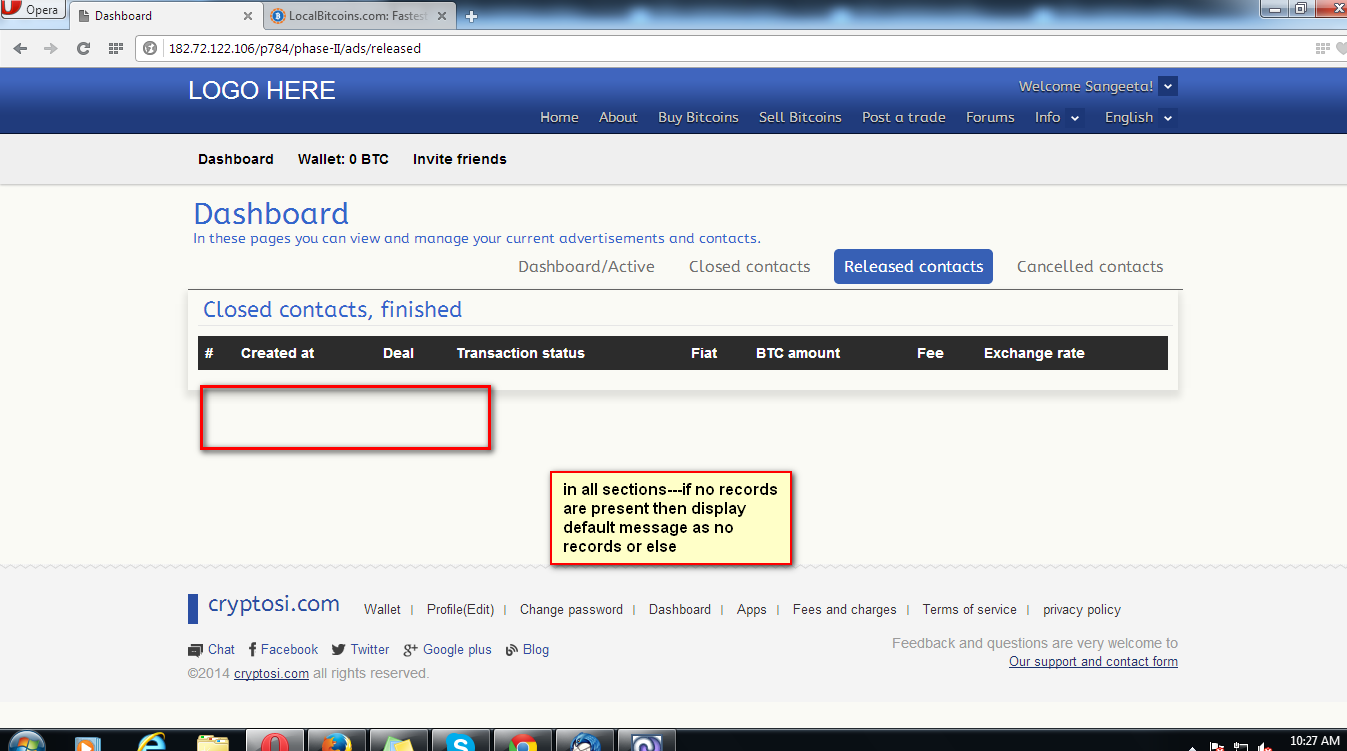 Opera
Dashboard
LocalBitcoins.com: Fastest
182.72.122.106/p784/phase-II/ads/released
LOGO HERE
Welcome Sangeeta!
Home About Buy Bitcoins Sell Bitcoins Post a trade Forums Info English
Dashboard Wallet: 0 BTC Invite friends
Dashboard
In these pages you can view and manage your current advertisements and contacts.
Dashboard/Active Closed contacts Released contacts Cancelled contacts
Closed contacts, finished
# Created at Deal Transaction status Fiat BTC amount Fee Exchange rate
in all sections---if no records
are present then display
default message as no
records or else
cryptosi.com
Wallet | Profile(Edit) | Change password | Dashboard | Apps | Fees and charges | Terms of service | privacy policy
Chat Facebook Twitter Google plus Blog
Feedback and questions are very welcome to
Our support and contact form
©2014 cryptosi.com all rights reserved.
10:27 AM